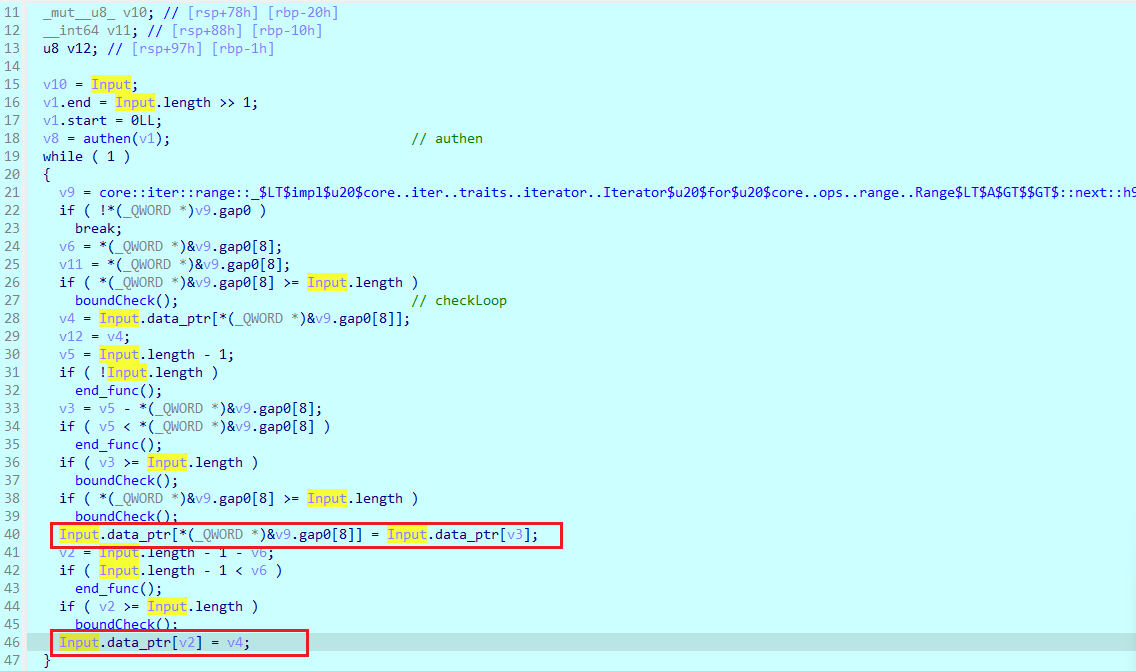 11 _mut__u8_ v10; // [rsp+78h] [rbp-20h]
12 __int64 v11; // [rsp+88h] [rbp-10h]
13 u8 v12; // [rsp+97h] [rbp-1h]
14
15 v10 = Input;
16 v1.end = Input.length >> 1;
17 v1.start = 0LL;
18 v8 = authen(v1); // authen
19 while ( 1 )
20 {
21 v9 = core::iter::range::_$LT$impl$u20$core..iter..traits..iterator..Iterator$u20$for$u20$core..ops..range..Range$LT$A$GT$$GT$::next::h9
22 if ( !*(_QWORD *)v9.gap0 )
23 break;
24 v6 = *(_QWORD *)&v9.gap0[8];
25 v11 = *(_QWORD *)&v9.gap0[8];
26 if ( *(_QWORD *)&v9.gap0[8] >= Input.length )
27 boundCheck(); // checkLoop
28 v4 = Input.data_ptr[*(_QWORD *)&v9.gap0[8]];
29 v12 = v4;
30 v5 = Input.length - 1;
31 if ( !Input.length )
32 end_func();
33 v3 = v5 - *(_QWORD *)&v9.gap0[8];
34 if ( v5 < *(_QWORD *)&v9.gap0[8] )
35 end_func();
36 if ( v3 >= Input.length )
37 boundCheck();
38 if ( *(_QWORD *)&v9.gap0[8] >= Input.length )
39 boundCheck();
40 Input.data_ptr[*(_QWORD *)&v9.gap0[8]] = Input.data_ptr[v3];
41 v2 = Input.length - 1 - v6;
42 if ( Input.length - 1 < v6 )
43 end_func();
44 if ( v2 >= Input.length )
45 boundCheck();
46 Input.data_ptr[v2] = v4;
47 }